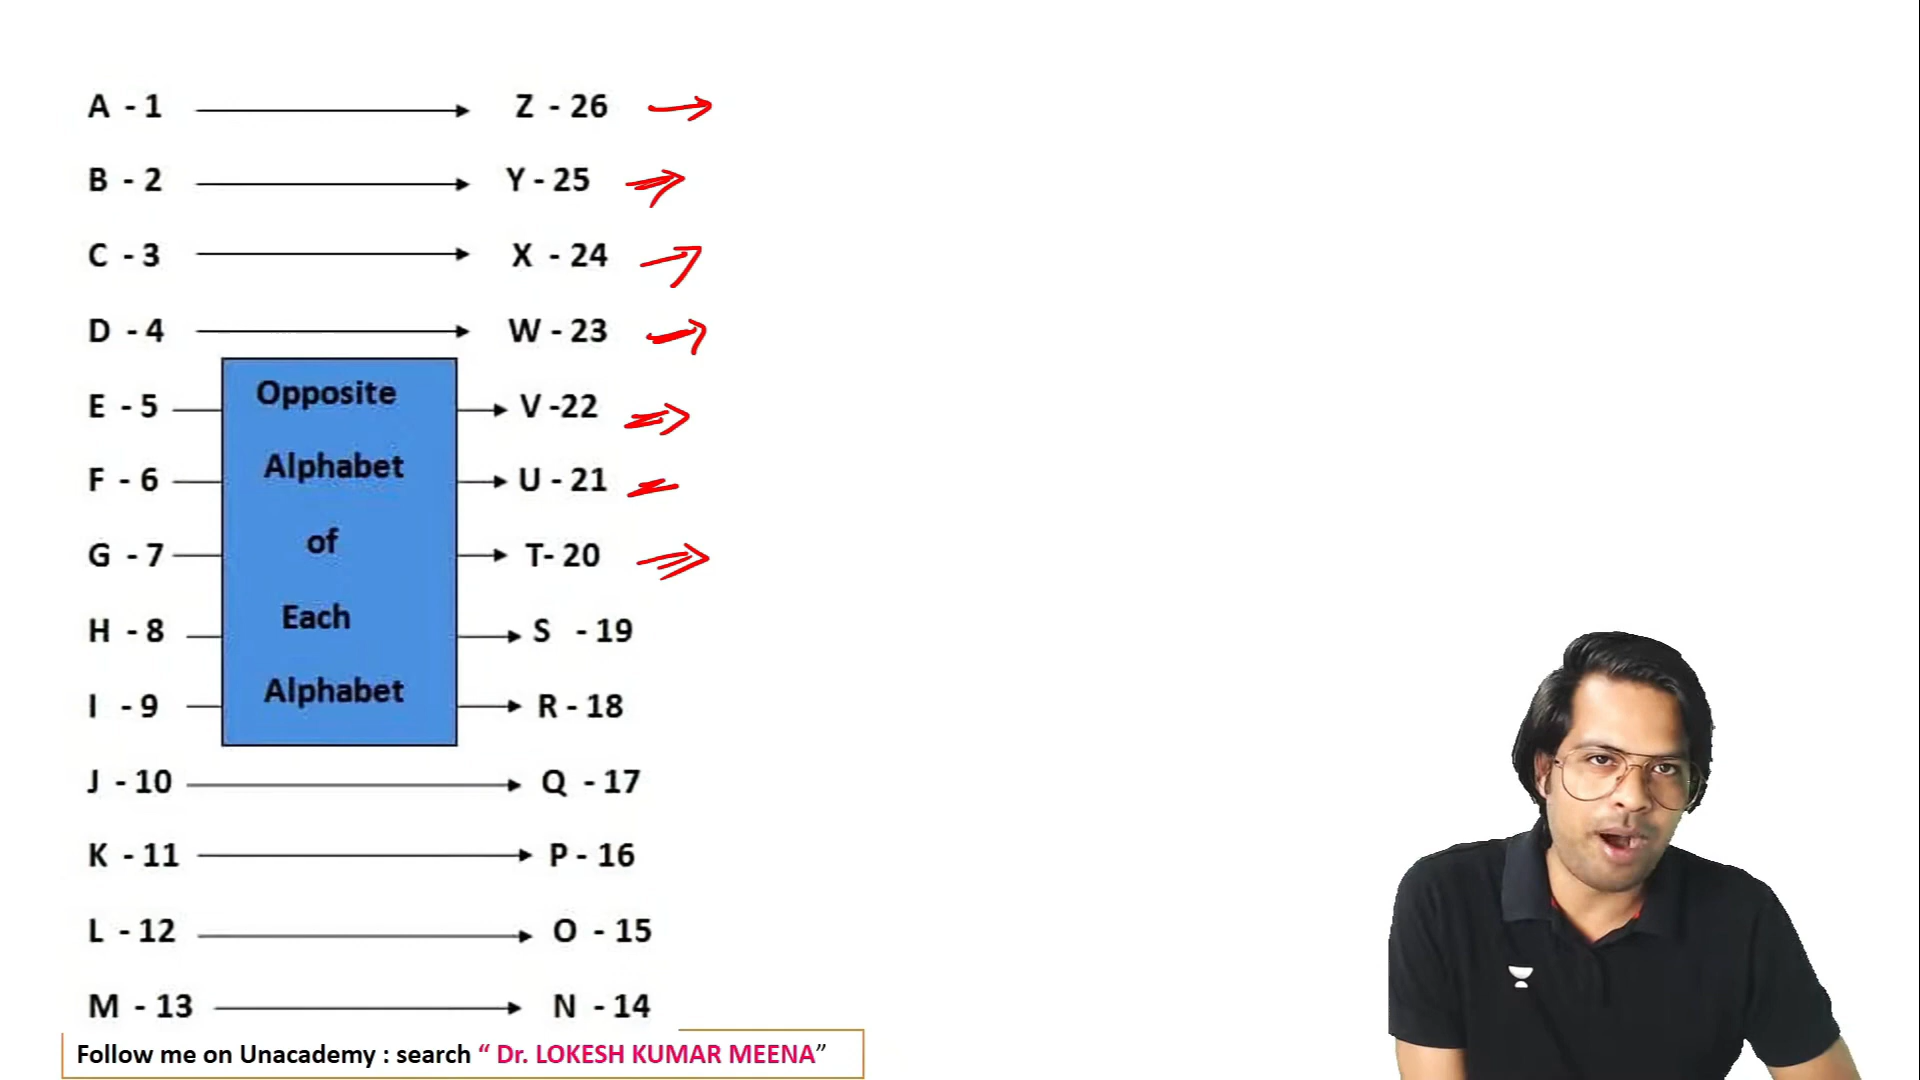 A - 1 Z - 26
B - 2 Y - 25
C - 3 X - 24
D - 4 W - 23
E - 5 V -22
F - 6 U - 21
G - 7 T- 20
H - 8 S - 19
I - 9 R - 18
J - 10 Q - 17
K - 11 P - 16
L - 12 O - 15
M - 13 N - 14
Opposite
Alphabet
of
Each
Alphabet
Follow me on Unacademy : search “ Dr. LOKESH KUMAR MEENA”